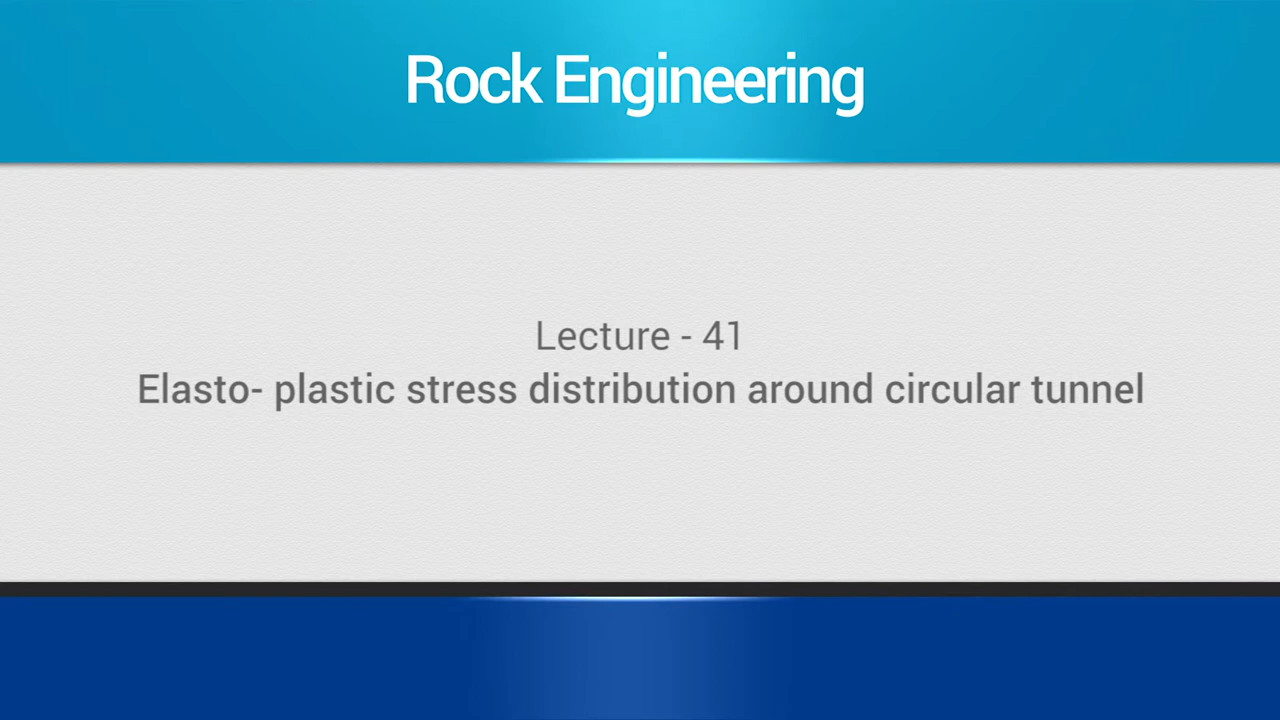 Rock Engineering
Lecture - 41
Elasto- plastic stress distribution around circular tunnel